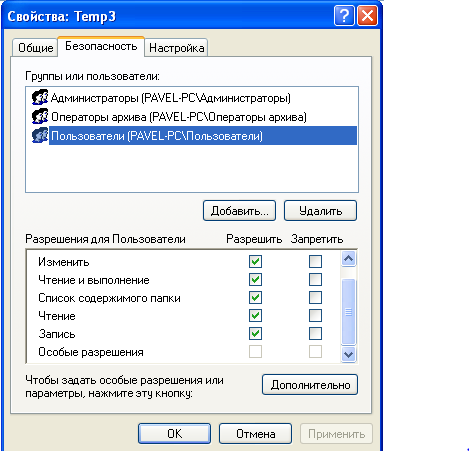 Свойства: Temp3
Общие Безопасность Настройка
Группы или пользователи:
Администраторы (PAVEL-PC\Администраторы)
Операторы архива (PAVEL-PC\Операторы архива)
Пользователи (PAVEL-PC\Пользователи)
Добавить... Удалить
Разрешения для Пользователи Разрешить Запретить
Изменить
Чтение и выполнение
Список содержимого папки
Чтение
Запись
Особые разрешения
Чтобы задать особые разрешения или
параметры, нажмите эту кнопку: Дополнительно
OK Отмена Применить